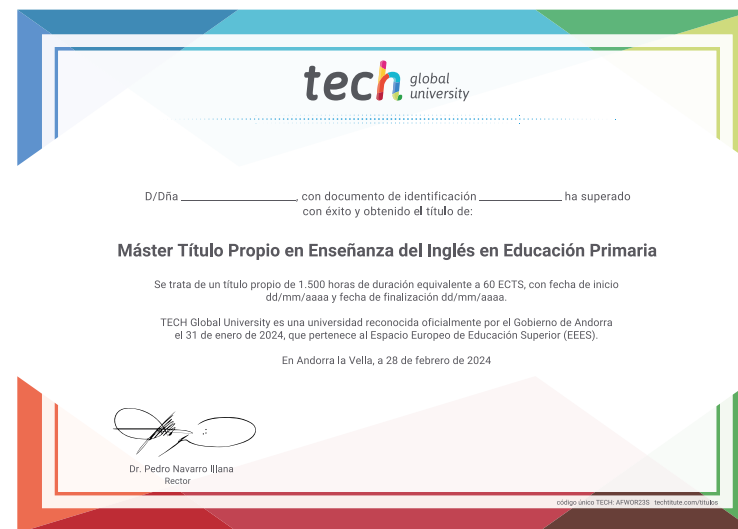 tech global university
D/Dña ____________, con documento de identificación ____________ ha superado
con éxito y obtenido el título de:
Máster Título Propio en Enseñanza del Inglés en Educación Primaria
Se trata de un título propio de 1.500 horas de duración equivalente a 60 ECTS, con fecha de inicio
dd/mm/aaaa y fecha de finalización dd/mm/aaaa.
TECH Global University es una universidad reconocida oficialmente por el Gobierno de Andorra
el 31 de enero de 2024, que pertenece al Espacio Europeo de Educación Superior (EEES).
En Andorra la Vella, a 28 de febrero de 2024
Dr. Pedro Navarro Illana
Rector
código único TECH: AFWOR23S techtitute.com/titulos